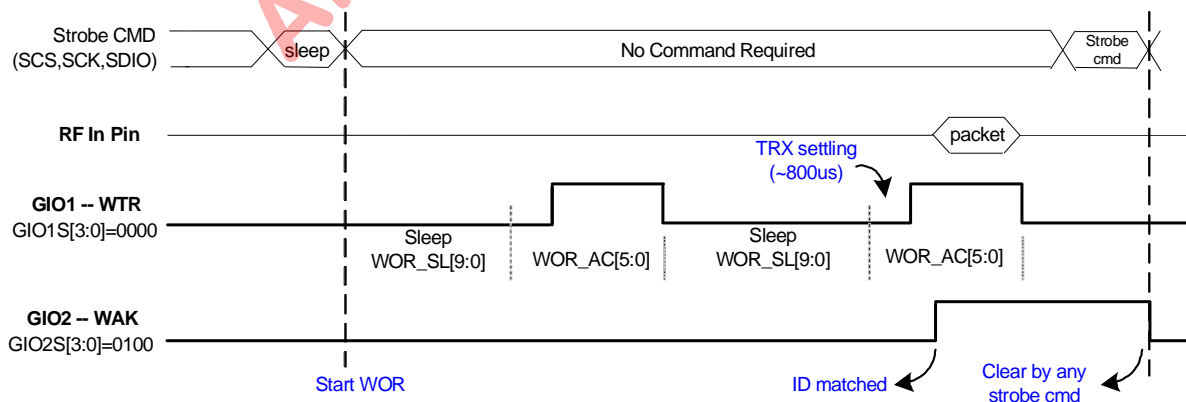 Strobe CMD
(SCS,SCK,SDIO)
sleep
No Command Required
Strobe
cmd
RF In Pin
packet
TRX settling
(~800us)
GIO1 -- WTR
GIO1S[3:0]=0000
Sleep
WOR_SL[9:0]
WOR_AC[5:0]
Sleep
WOR_SL[9:0]
WOR_AC[5:0]
GIO2 -- WAK
GIO2S[3:0]=0100
Start WOR
ID matched
Clear by any
strobe cmd